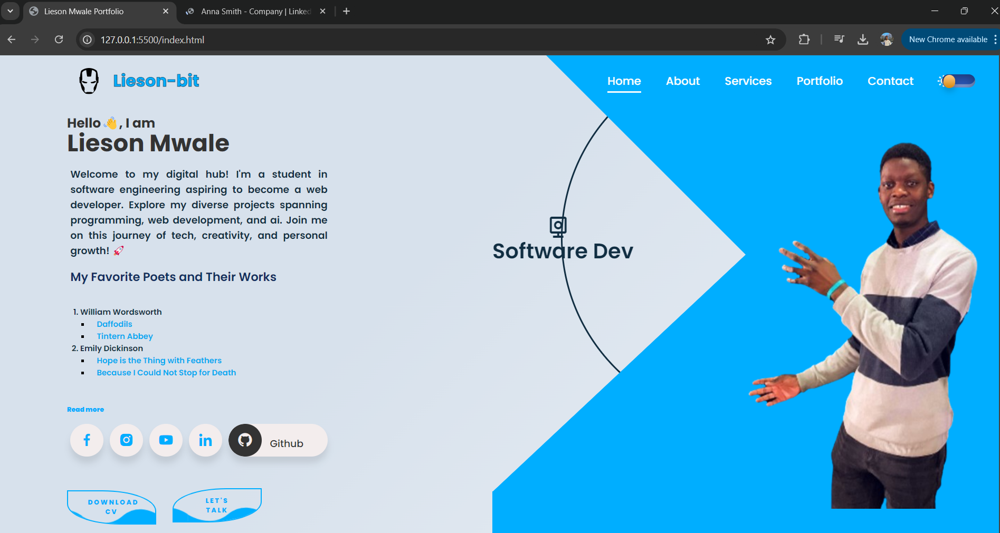 Lieson Mwale Portfolio
Anna Smith - Company | Linked
127.0.0.1:5500/index.html
New Chrome available
Lieson-bit
Home About Services Portfolio Contact
Hello 👋, I am
Lieson Mwale
Welcome to my digital hub! I'm a student in
software engineering aspiring to become a web
developer. Explore my diverse projects spanning
programming, web development, and ai. Join me
on this journey of tech, creativity, and personal
growth! 🚀
My Favorite Poets and Their Works
1. William Wordsworth
Daffodils
Tintern Abbey
2. Emily Dickinson
Hope is the Thing with Feathers
Because I Could Not Stop for Death
Read more
Github
DOWNLOAD
CV
LET'S
TALK
Software Dev